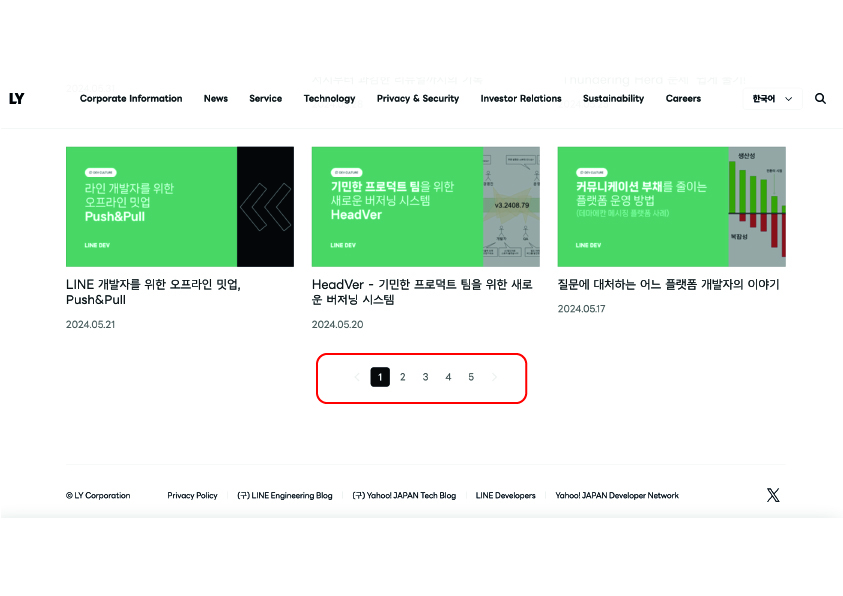 LY
Corporate Information
News
Service
Technology
Privacy & Security
Investor Relations
Sustainability
Careers
한국어
라인 개발자를 위한
오프라인 밋업
Push&Pull
LINE DEV
기민한 프로덕트 팀을 위한
새로운 버저닝 시스템
HeadVer
LINE DEV
v3.2408.79
커뮤니케이션 부채를 줄이는
플랫폼 운영 방법
(데마에칸 메시징 플랫폼 사례)
LINE DEV
생산성
복잡성
LINE 개발자를 위한 오프라인 밋업,
Push&Pull
2024.05.21
HeadVer - 기민한 프로덕트 팀을 위한 새로
운 버저닝 시스템
2024.05.20
질문에 대처하는 어느 플랫폼 개발자의 이야기
2024.05.17
1 2 3 4 5
© LY Corporation
Privacy Policy
(구) LINE Engineering Blog
(구) Yahoo! JAPAN Tech Blog
LINE Developers
Yahoo! JAPAN Developer Network